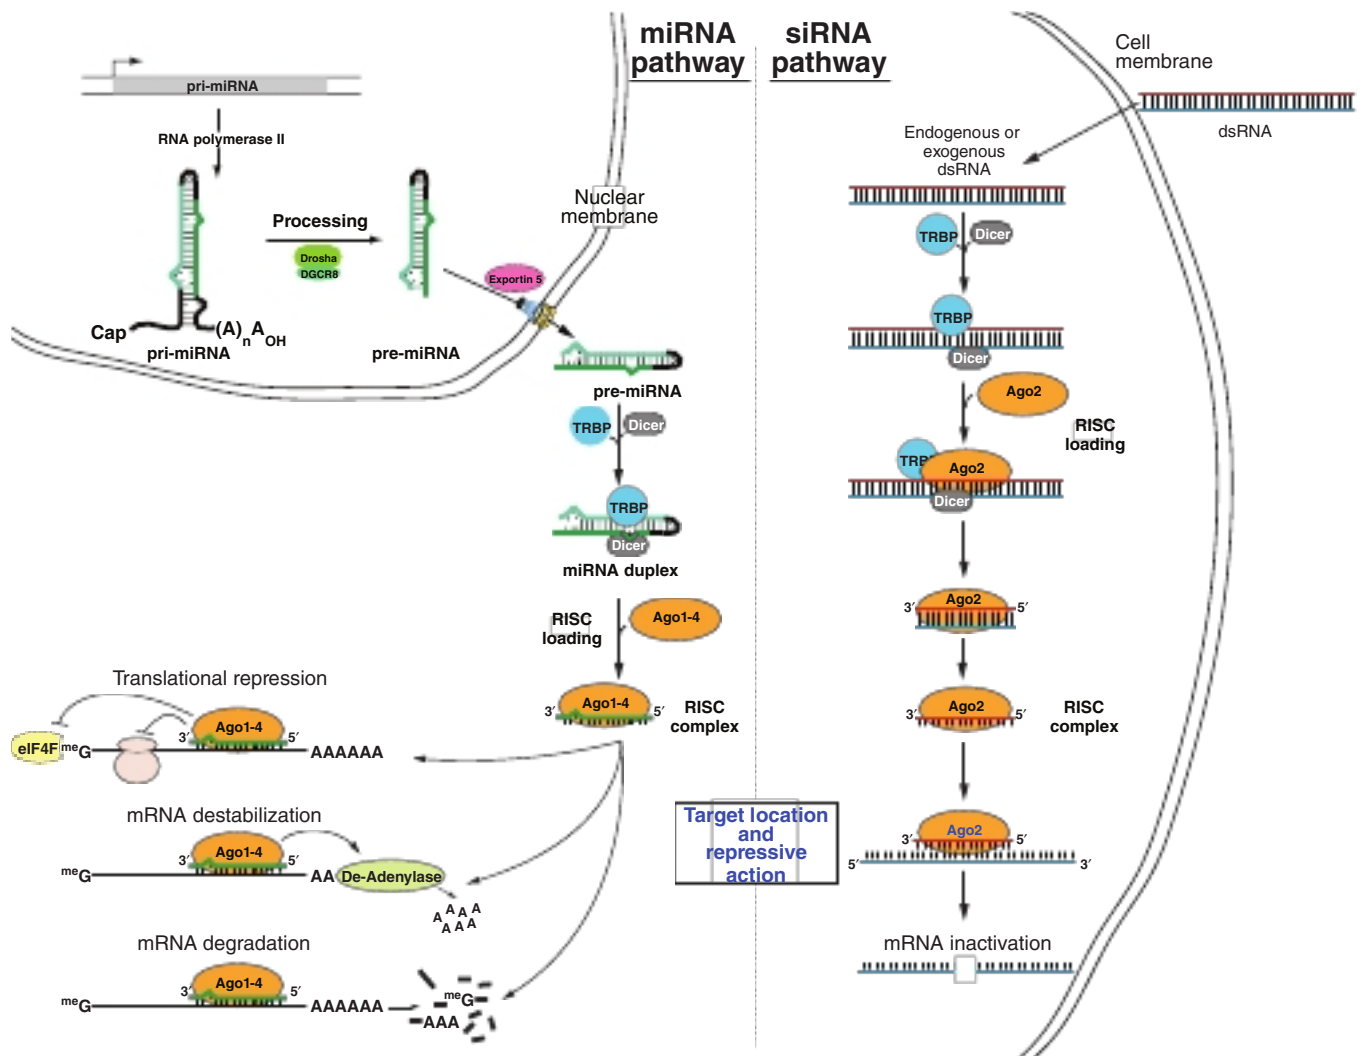 miRNA
pathway
siRNA
pathway
Cell
membrane
pri-miRNA
RNA polymerase II
Processing
Drosha
DGCR8
Cap
(A)nAOH
pri-miRNA
pre-miRNA
Nuclear
membrane
Exportin 5
pre-miRNA
TRBP
Dicer
TRBP
Dicer
miRNA duplex
RISC
loading
Ago1-4
Ago1-4
3′
5′
RISC
complex
Translational repression
Ago1-4
3′
5′
eIF4F
meG
AAAAAA
mRNA destabilization
Ago1-4
3′
5′
meG
AA
De-Adenylase
A A A A
A A A
mRNA degradation
Ago1-4
3′
5′
meG
AAAAAA
meG
AAA
dsRNA
Endogenous or
exogenous
dsRNA
TRBP
Dicer
TRBP
Dicer
Ago2
RISC
loading
TRBP
Ago2
Dicer
3′
Ago2
5′
3′
Ago2
5′
RISC
complex
Target location
and
repressive
action
Ago2
3′
5′
5′
3′
mRNA inactivation